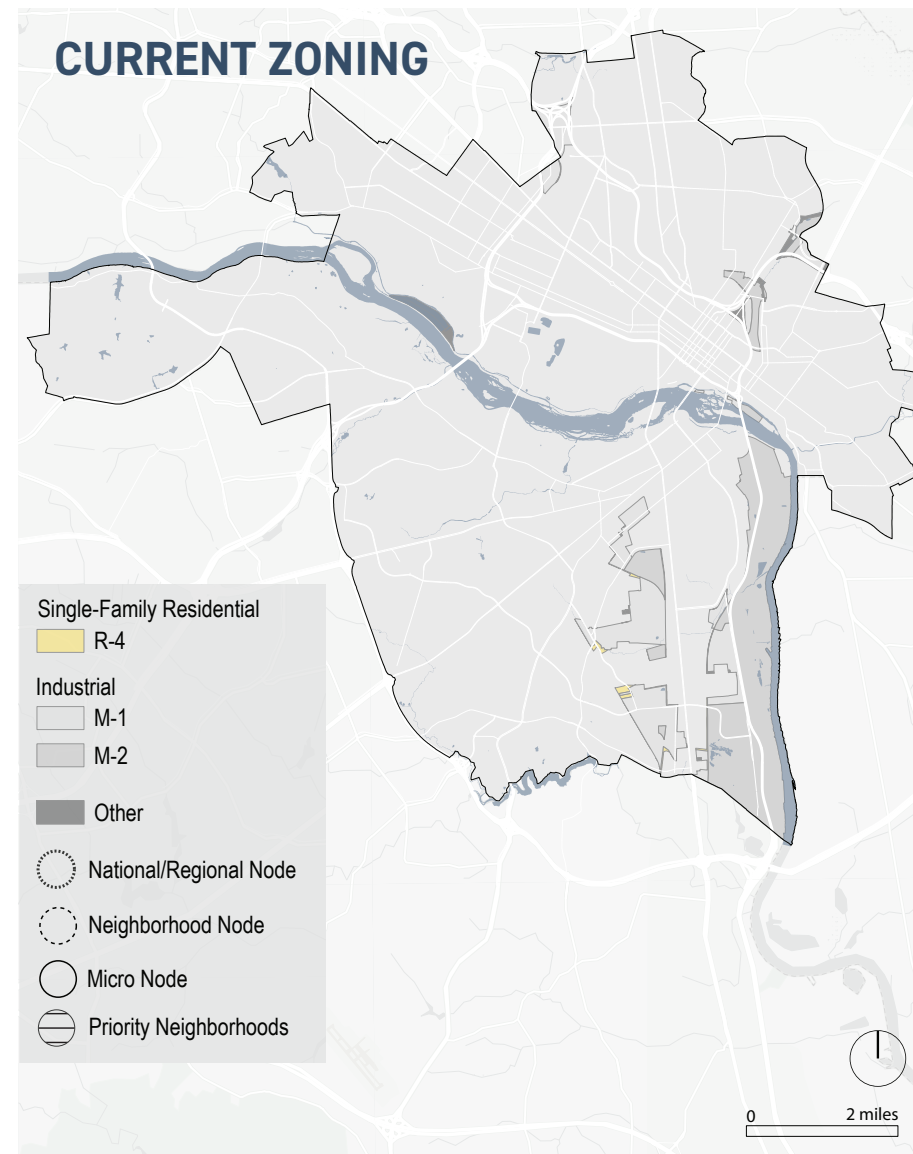 CURRENT ZONING
Single-Family Residential
R-4
Industrial
M-1
M-2
Other
National/Regional Node
Neighborhood Node
Micro Node
Priority Neighborhoods
0 2 miles